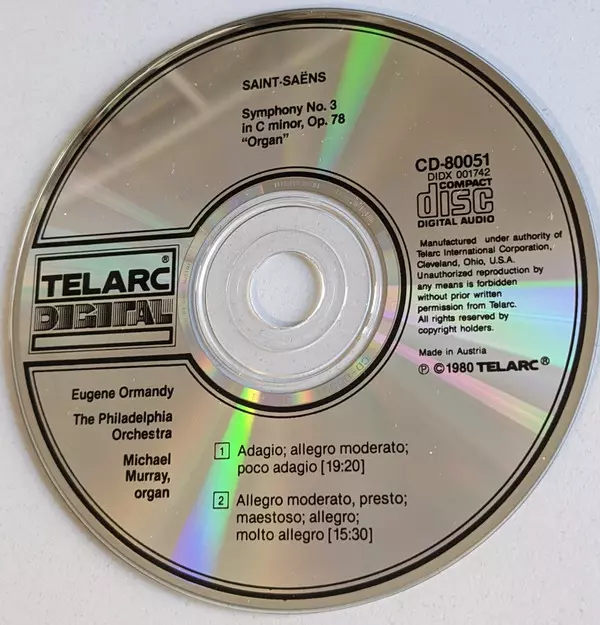 SAINT-SAËNS
Symphony No. 3
in C minor, Op. 78
"Organ"
CD-80051
DIDX 001742
COMPACT
disc
DIGITAL AUDIO
Manufactured under authority of
Telarc International Corporation,
Cleveland, Ohio, U.S.A.
Unauthorized reproduction by
any means is forbidden
without prior written
permission from Telarc.
All rights reserved by
copyright holders.
Made in Austria
℗ ©1980 TELARC®
TELARC®
DIGITAL
Eugene Ormandy
The Philadelphia
Orchestra
Michael
Murray,
organ
1 Adagio; allegro moderato;
poco adagio [19:20]
2 Allegro moderato, presto;
maestoso; allegro;
molto allegro [15:30]